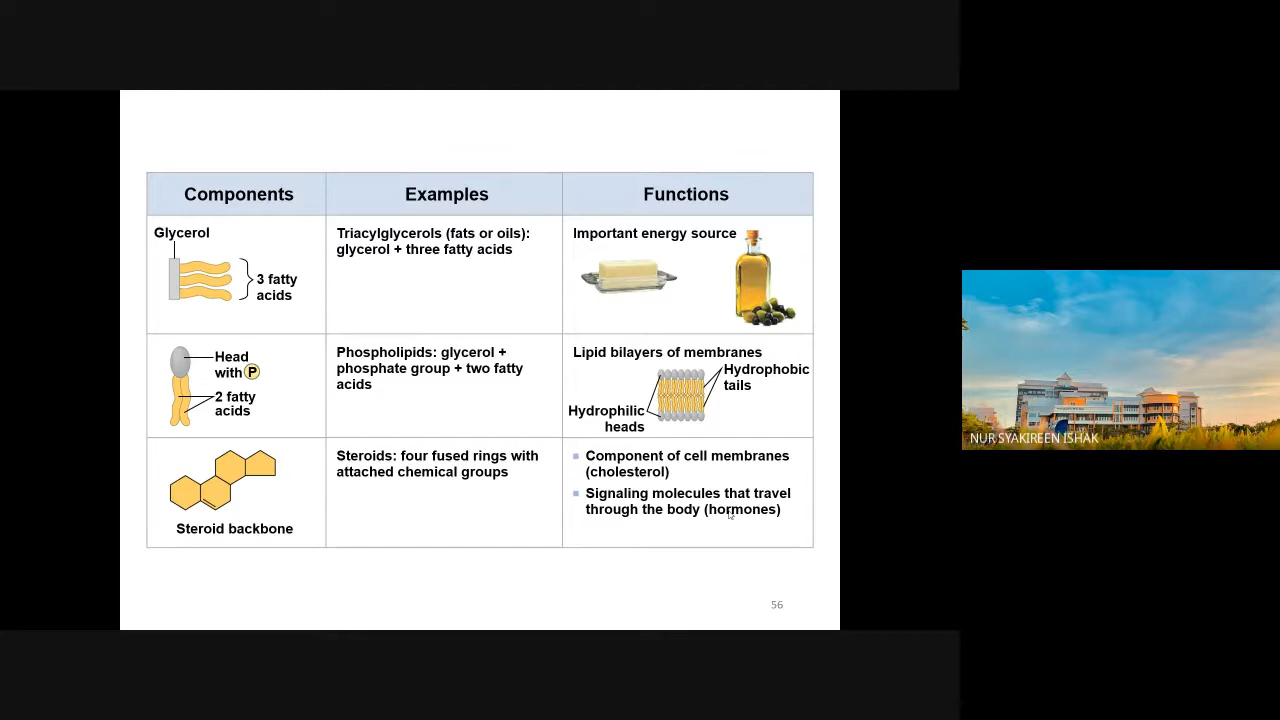 Components
Examples
Functions
Glycerol
3 fatty
acids
Triacylglycerols (fats or oils):
glycerol + three fatty acids
Important energy source
Head
with P
2 fatty
acids
Phospholipids: glycerol +
phosphate group + two fatty
acids
Lipid bilayers of membranes
Hydrophobic
tails
Hydrophilic
heads
Steroid backbone
Steroids: four fused rings with
attached chemical groups
Component of cell membranes
(cholesterol)
Signaling molecules that travel
through the body (hormones)
56
NUR SYAKIREEN ISHAK